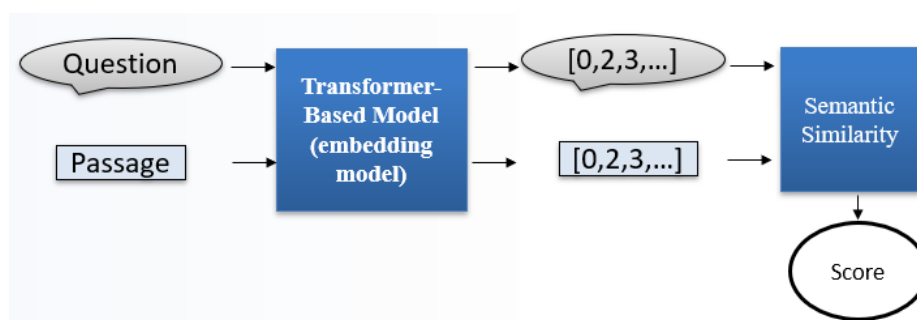 Question
Passage
Transformer-
Based Model
(embedding
model)
[0,2,3,...]
[0,2,3,...]
Semantic
Similarity
Score